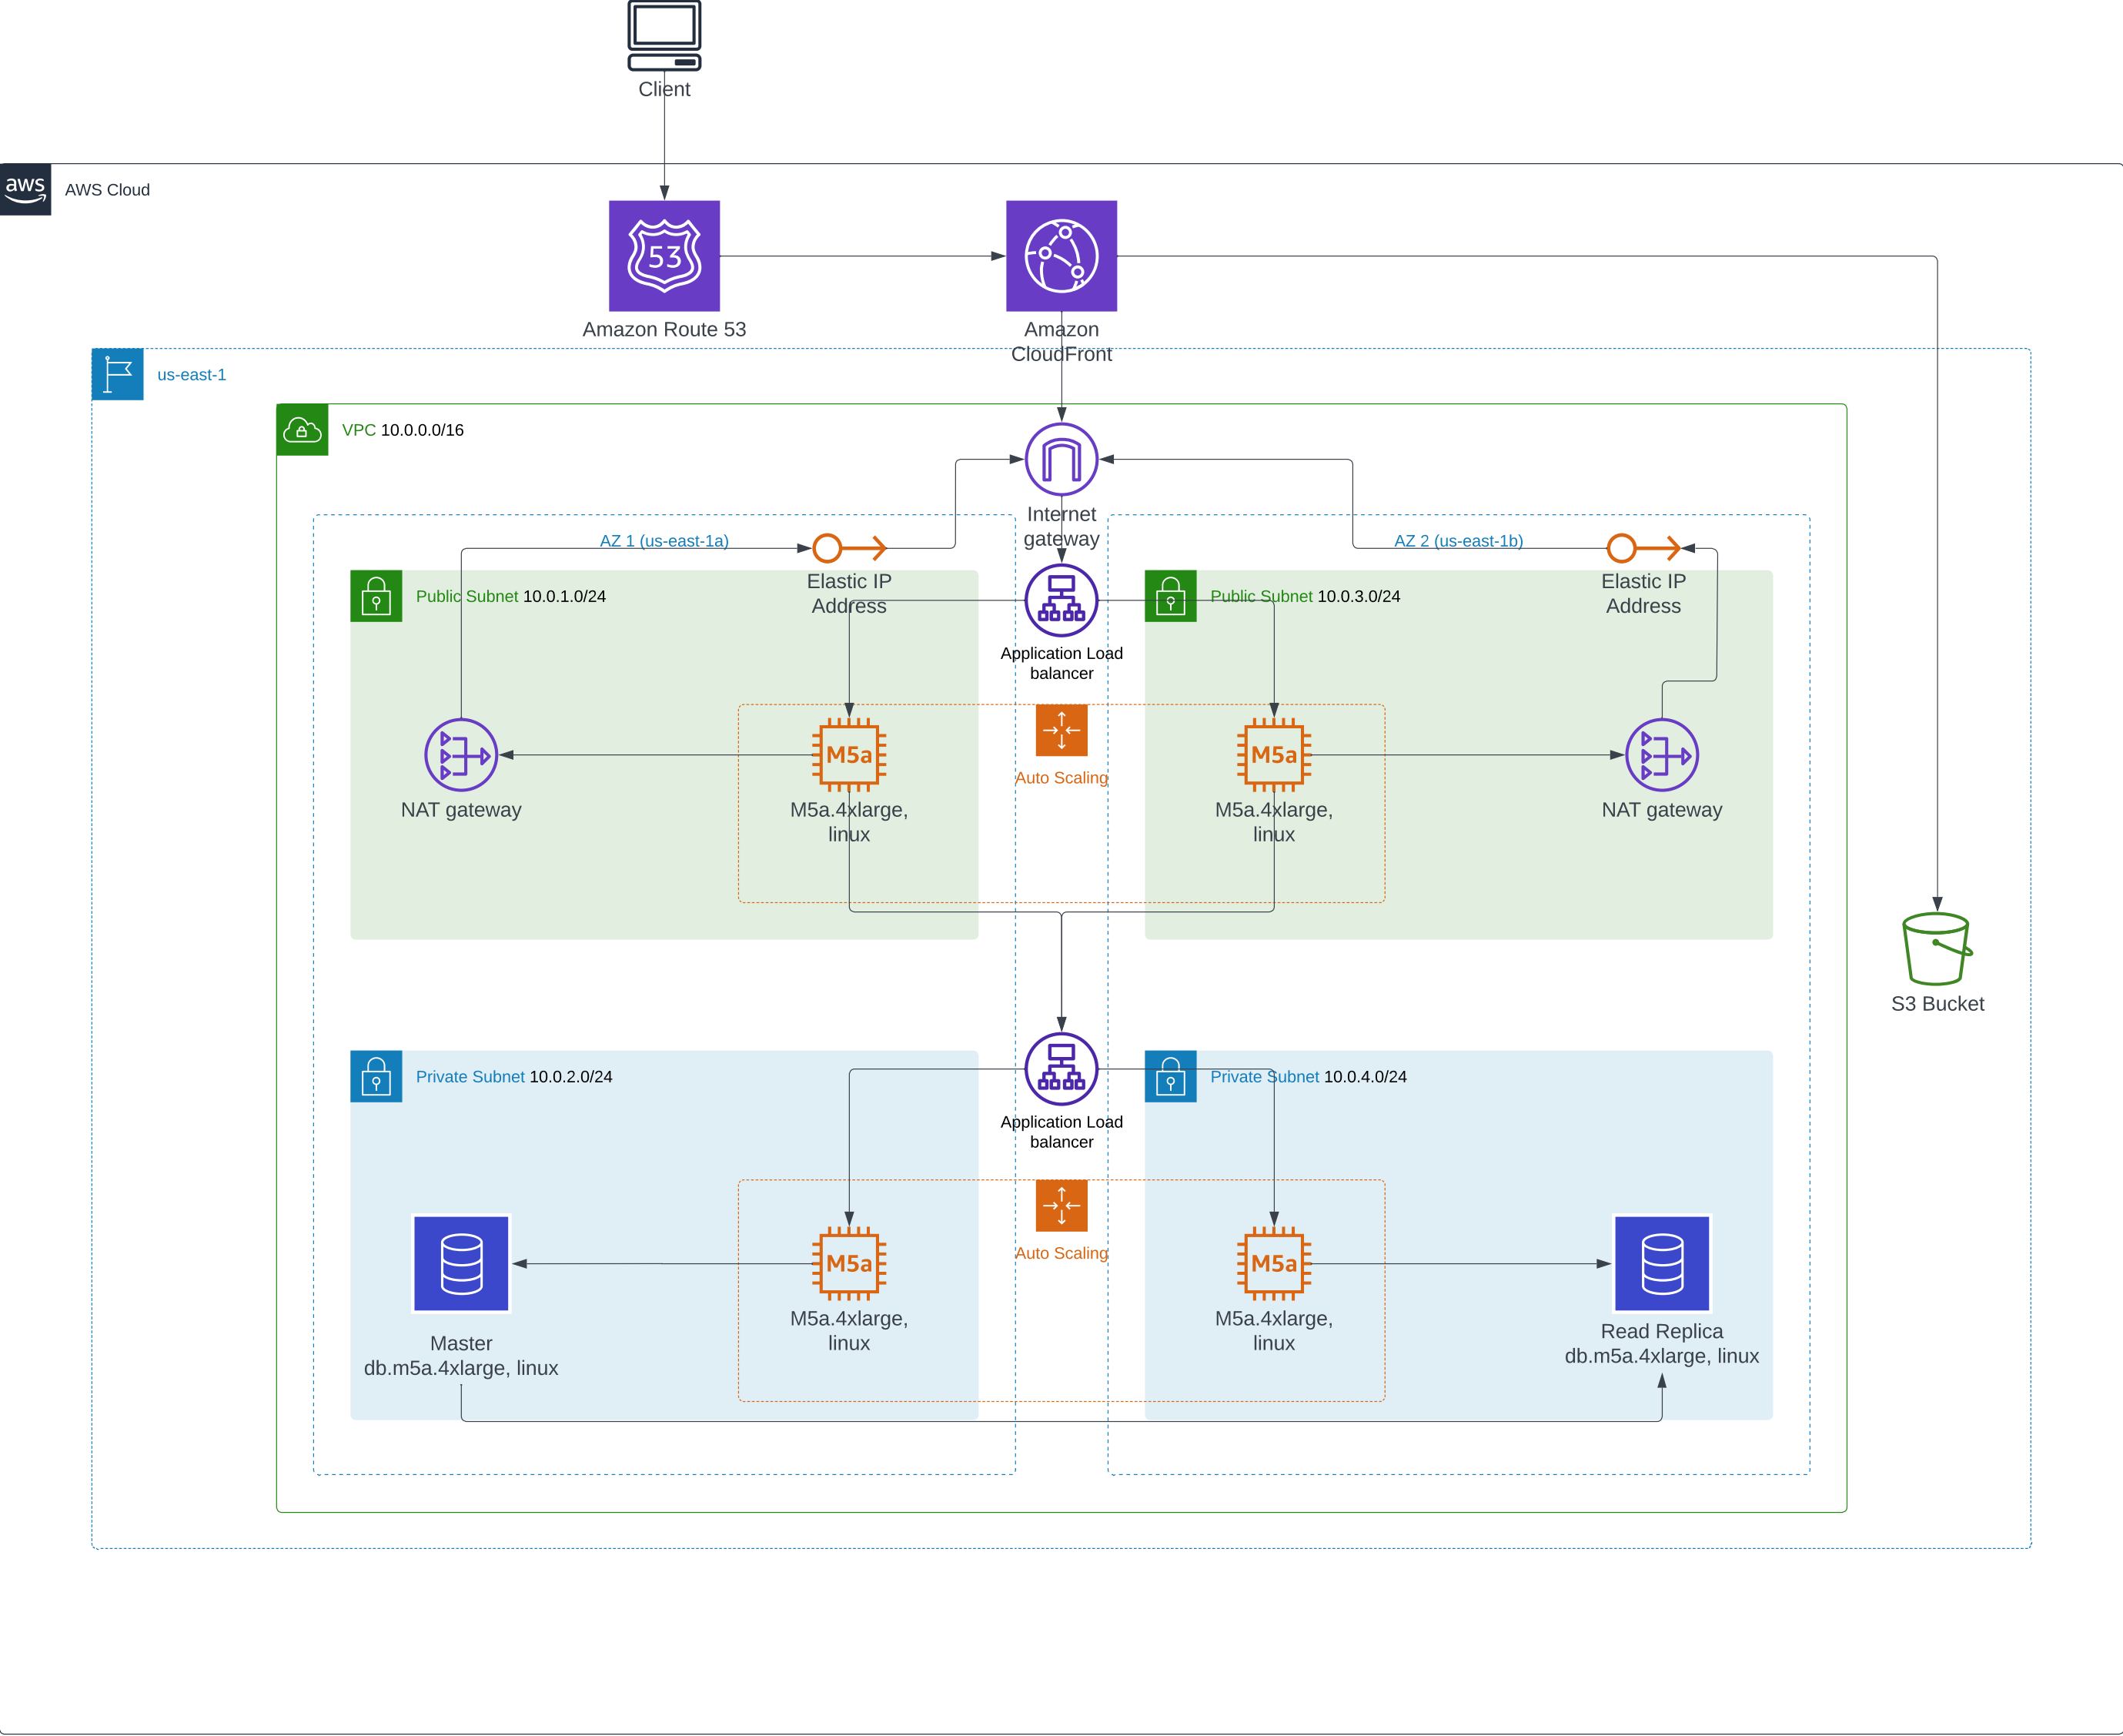 Client
aws
AWS Cloud
53
Amazon Route 53
Amazon
CloudFront
us-east-1
VPC 10.0.0.0/16
Internet
gateway
AZ 1 (us-east-1a)
AZ 2 (us-east-1b)
Elastic IP
Address
Elastic IP
Address
Public Subnet 10.0.1.0/24
Public Subnet 10.0.3.0/24
Application Load
balancer
M5a
M5a
Auto Scaling
NAT gateway
M5a.4xlarge,
linux
M5a.4xlarge,
linux
NAT gateway
S3 Bucket
Private Subnet 10.0.2.0/24
Private Subnet 10.0.4.0/24
Application Load
balancer
Auto Scaling
M5a
M5a
Master
db.m5a.4xlarge, linux
M5a.4xlarge,
linux
M5a.4xlarge,
linux
Read Replica
db.m5a.4xlarge, linux